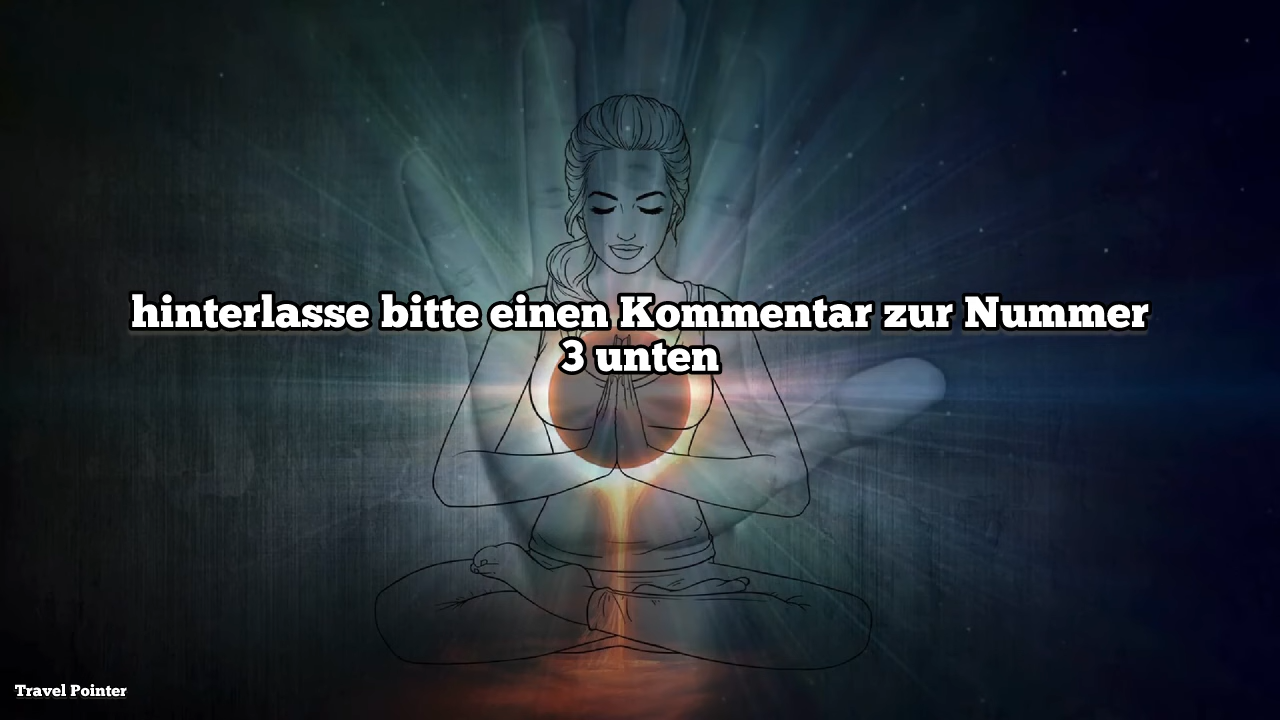 hinterlasse bitte einen Kommentar zur Nummer
3 unten
Travel Pointer